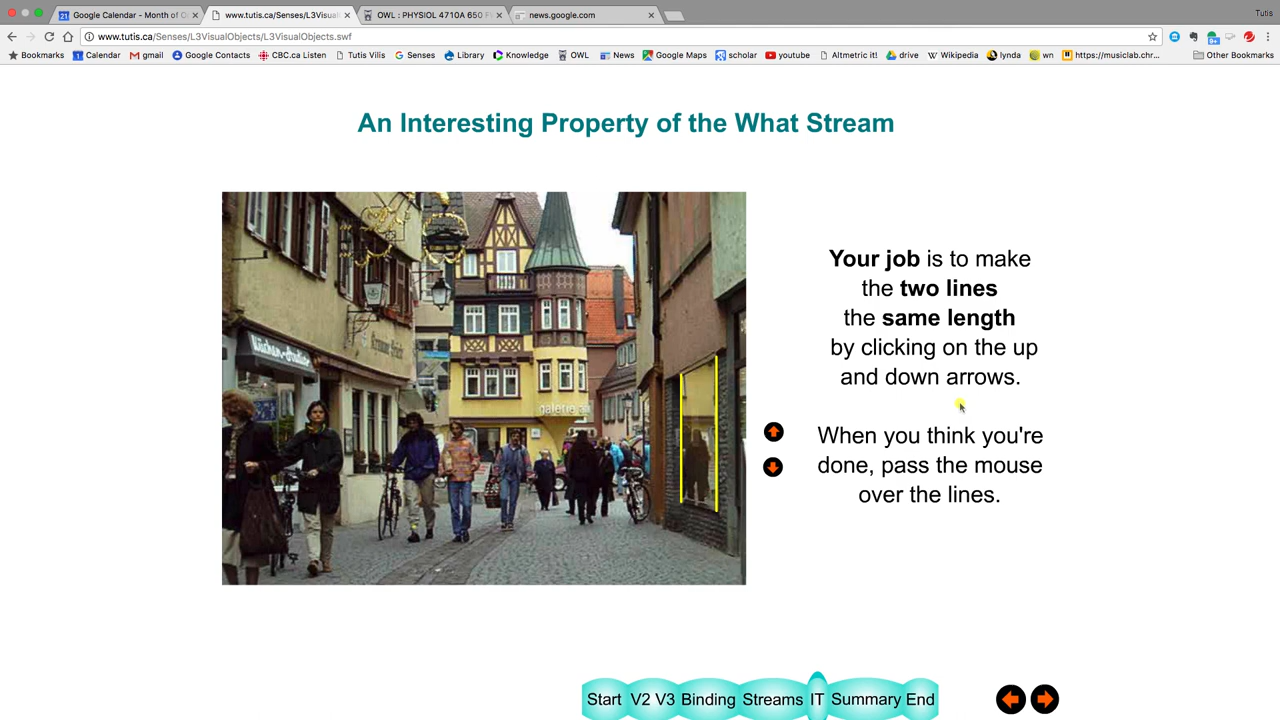 Google Calendar - Month of O
www.tutis.ca/Senses/L3Visual
OWL : PHYSIOL 4710A 650 F
news.google.com
Tutis
www.tutis.ca/Senses/L3VisualObjects/L3VisualObjects.swf
Bookmarks
Calendar
gmail
Google Contacts
CBC.ca Listen
Tutis Vilis
Senses
Library
Knowledge
OWL
News
Google Maps
scholar
Altmetric it!
youtube
drive
Wikipedia
lynda
wn
https://musiclab.chr...
Other Bookmarks
An Interesting Property of the What Stream
Küchen-Studio
galerie
Your job is to make
the two lines
the same length
by clicking on the up
and down arrows.
When you think you're
done, pass the mouse
over the lines.
Start
V2 V3
Binding
Streams
IT
Summary
End